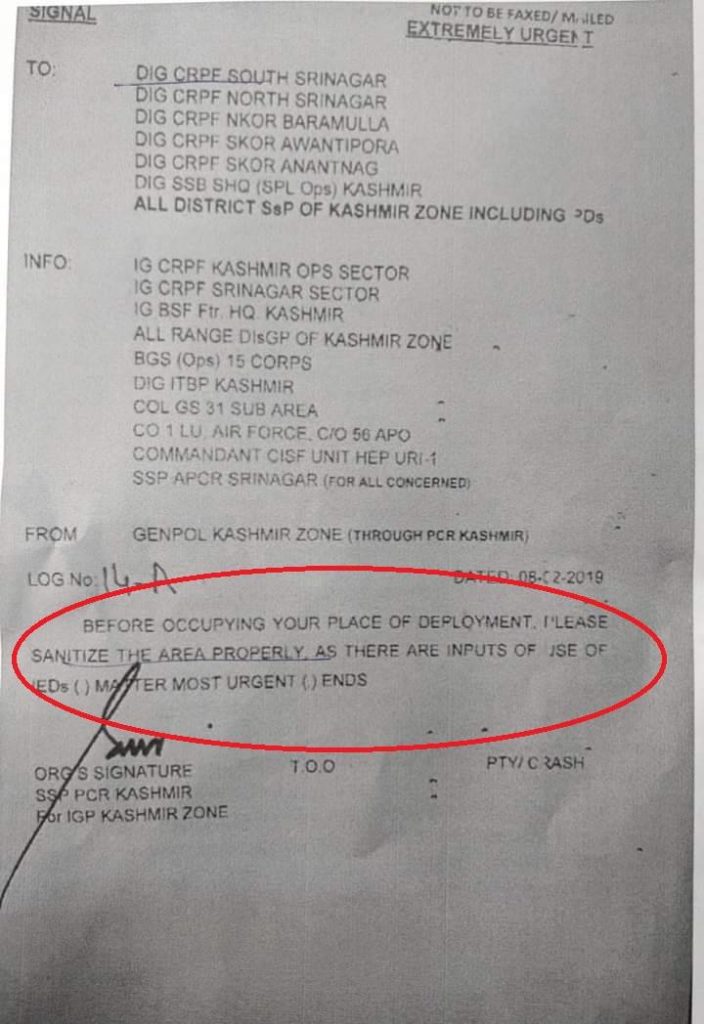 SIGNAL
NOT TO BE FAXED/ MAILED
EXTREMELY URGENT
TO:
DIG CRPF SOUTH SRINAGAR
DIG CRPF NORTH SRINAGAR
DIG CRPF NKOR BARAMULLA
DIG CRPF SKOR AWANTIPORA
DIG CRPF SKOR ANANTNAG
DIG SSB SHQ (SPL Ops) KASHMIR
ALL DISTRICT SsP OF KASHMIR ZONE INCLUDING PDs
INFO:
IG CRPF KASHMIR OPS SECTOR
IG CRPF SRINAGAR SECTOR
IG BSF Ftr. HQ. KASHMIR
ALL RANGE DIsGP OF KASHMIR ZONE
BGS (Ops) 15 CORPS
DIG ITBP KASHMIR
COL GS 31 SUB AREA
CO 1 LU, AIR FORCE, C/O 56 APO
COMMANDANT CISF UNIT HEP URI-1
SSP APCR SRINAGAR (FOR ALL CONCERNED)
FROM GENPOL KASHMIR ZONE (THROUGH PCR KASHMIR)
LOG No: 14-A DATED: 08-02-2019
BEFORE OCCUPYING YOUR PLACE OF DEPLOYMENT, PLEASE
SANITIZE THE AREA PROPERLY, AS THERE ARE INPUTS OF USE OF
IEDs (.) MATTER MOST URGENT (.) ENDS
ORG'S SIGNATURE T.O.O PTY/ CRASH
SSP PCR KASHMIR
For IGP KASHMIR ZONE